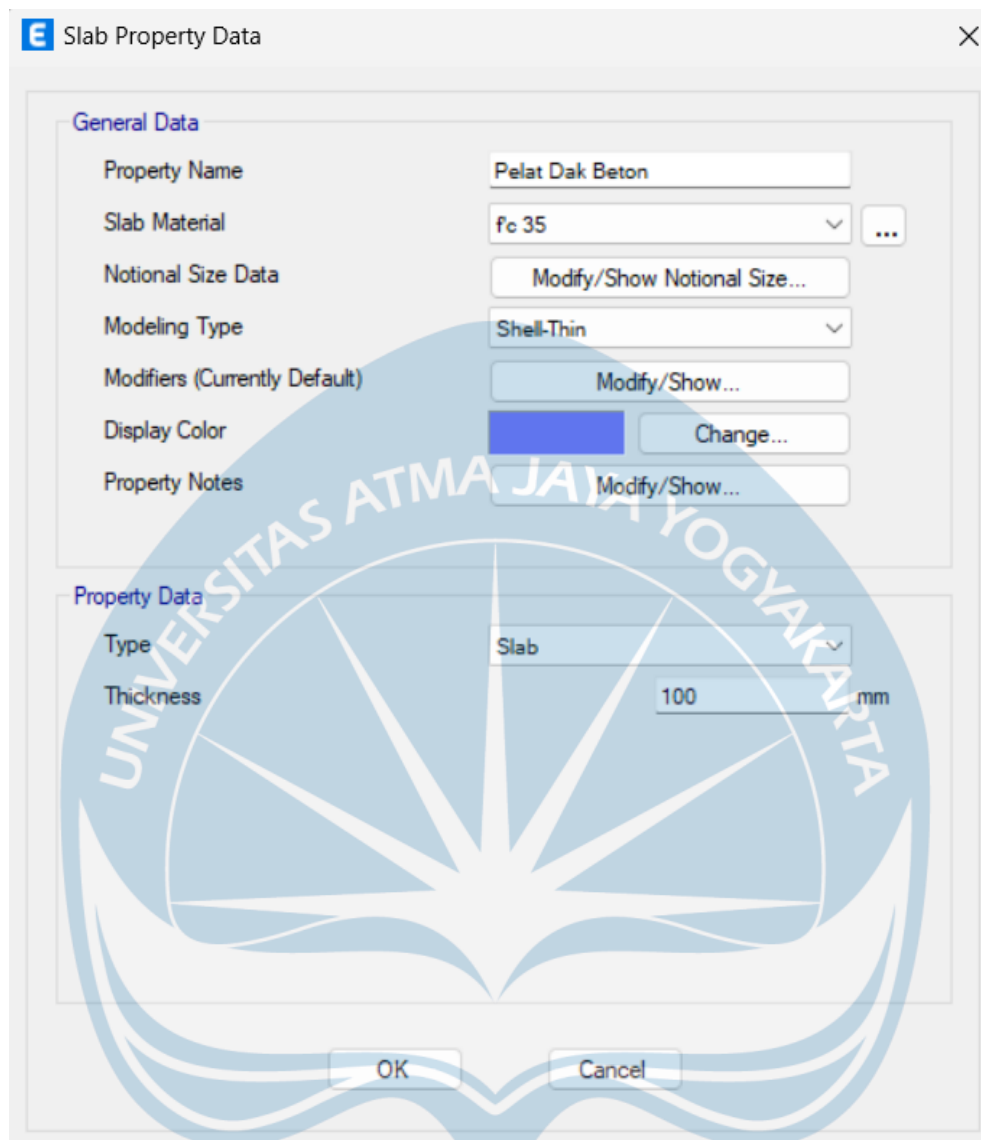 E Slab Property Data
General Data
Property Name Pelat Dak Beton
Slab Material f'c 35 ...
Notional Size Data Modify/Show Notional Size...
Modeling Type Shell-Thin
Modifiers (Currently Default) Modify/Show...
Display Color Change...
Property Notes Modify/Show...
UNIVERSITAS ATMA JAYA YOGYAKARTA
Property Data
Type Slab
Thickness 100 mm
OK Cancel